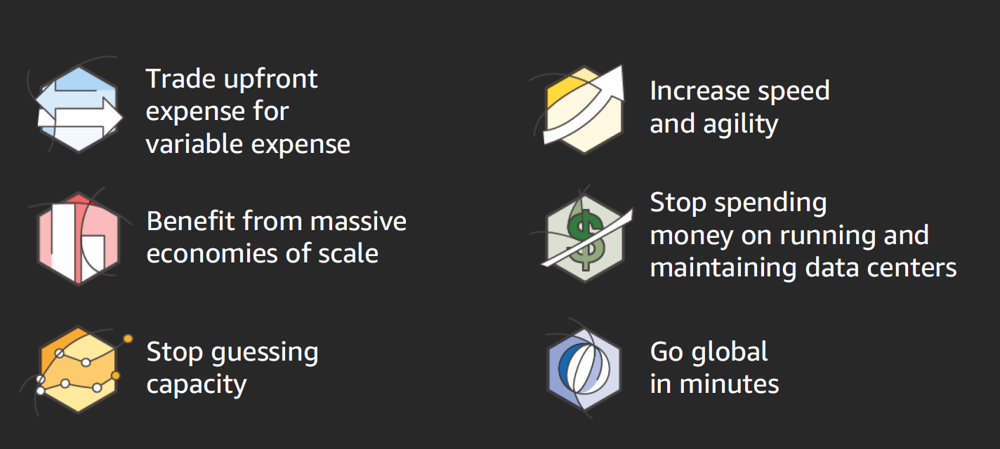 Trade upfront
expense for
variable expense
Increase speed
and agility
Benefit from massive
economies of scale
Stop spending
money on running and
maintaining data centers
Stop guessing
capacity
Go global
in minutes